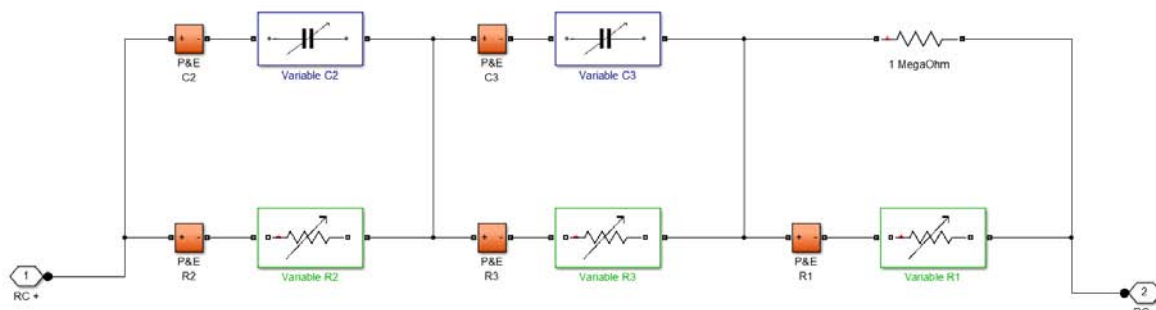 P&E
C2
Variable C2
P&E
C3
Variable C3
1 MegaOhm
P&E
R2
Variable R2
P&E
R3
Variable R3
P&E
R1
Variable R1
1
RC +
2